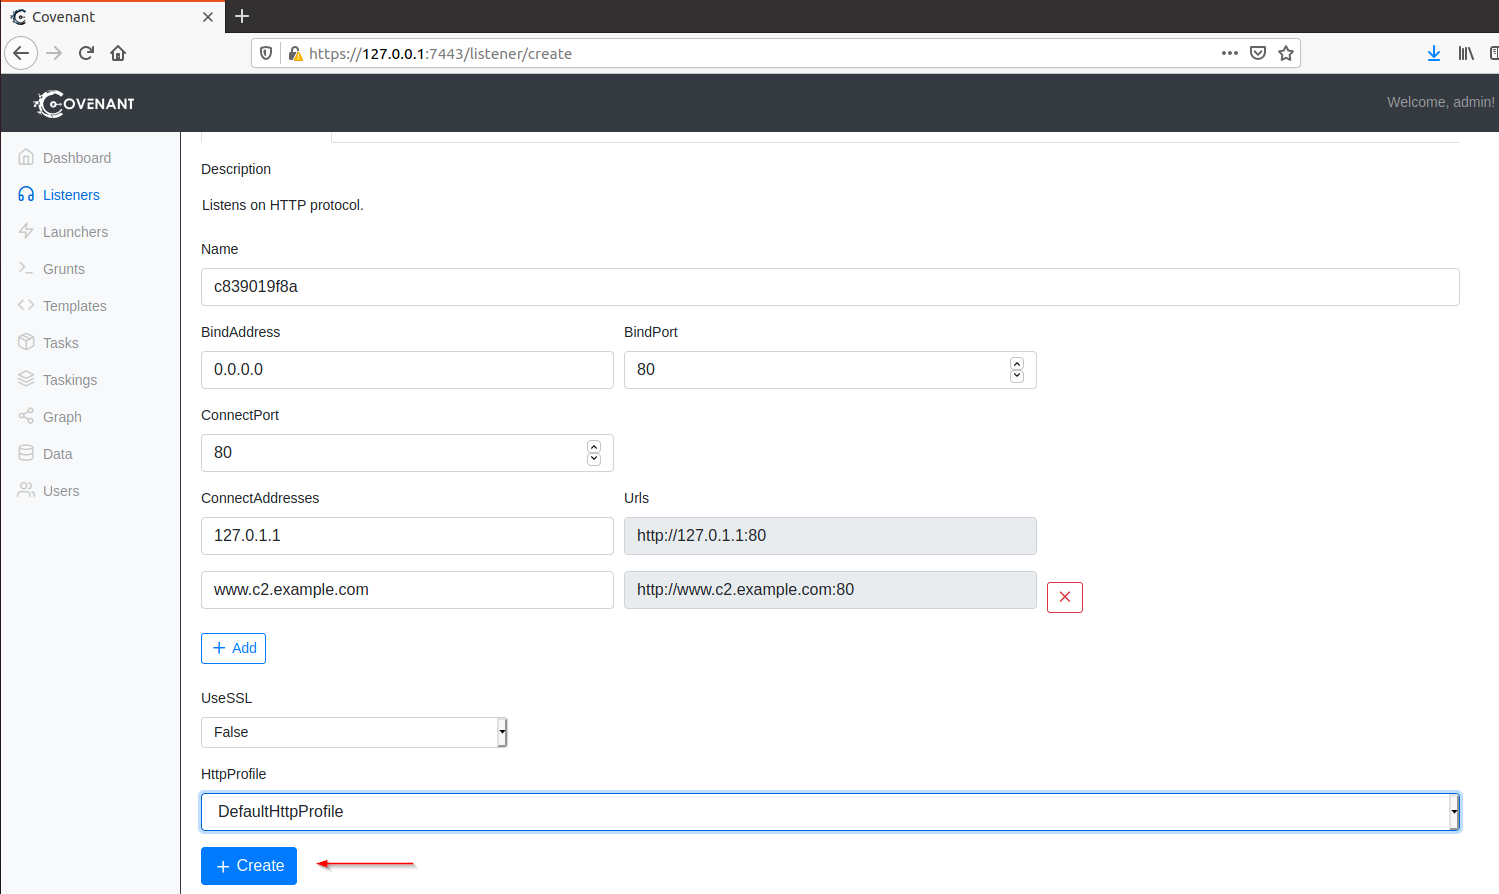 Covenant
https://127.0.0.1:7443/listener/create
COVENANT
Welcome, admin!
Dashboard
Listeners
Launchers
Grunts
Templates
Tasks
Taskings
Graph
Data
Users
Description
Listens on HTTP protocol.
Name
c839019f8a
BindAddress BindPort
0.0.0.0 80
ConnectPort
80
ConnectAddresses Urls
127.0.1.1 http://127.0.1.1:80
www.c2.example.com http://www.c2.example.com:80
+ Add
UseSSL
False
HttpProfile
DefaultHttpProfile
+ Create